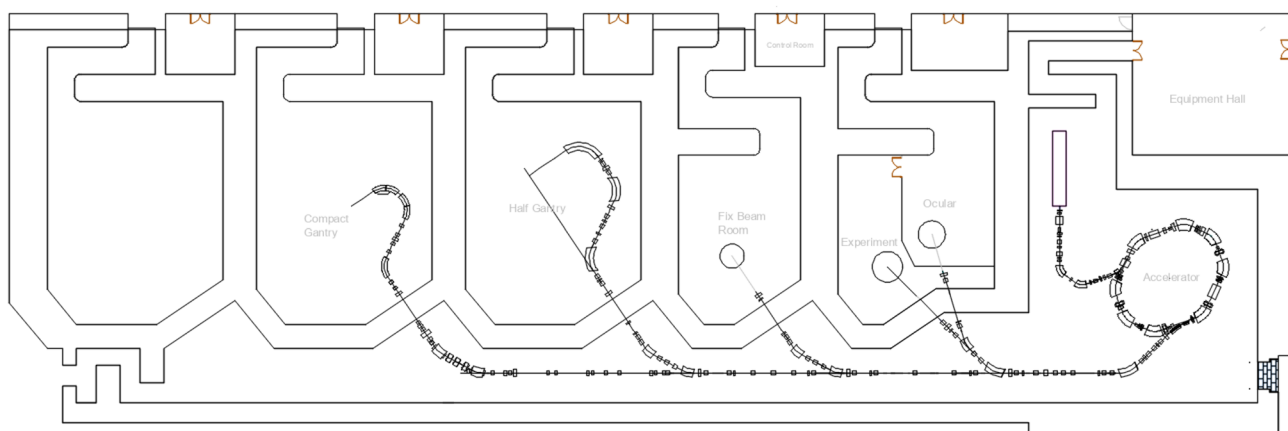 Control Room
Equipment Hall
Compact
Gantry
Half Gantry
Fix Beam
Room
Ocular
Experiment
Accelerator